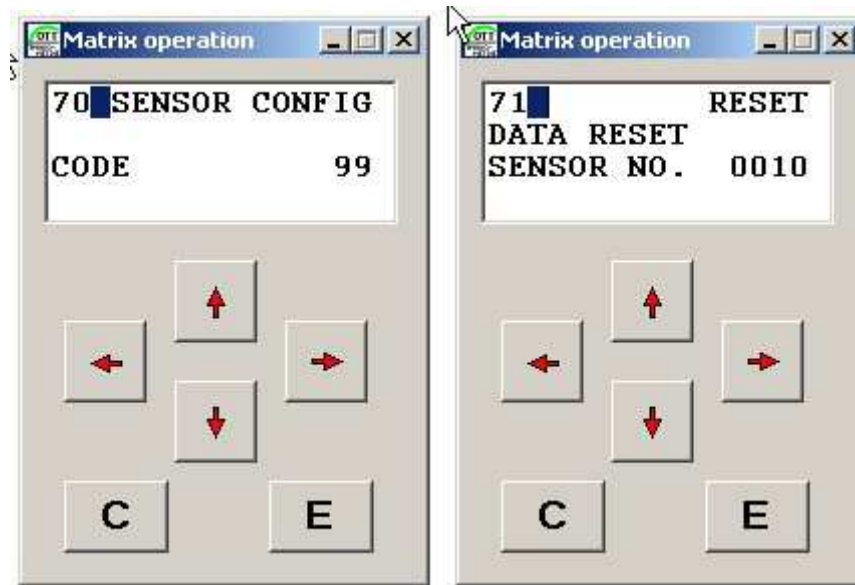 Matrix operation
70 SENSOR CONFIG
CODE 99
C E
Matrix operation
71 RESET
DATA RESET
SENSOR NO. 0010
C E